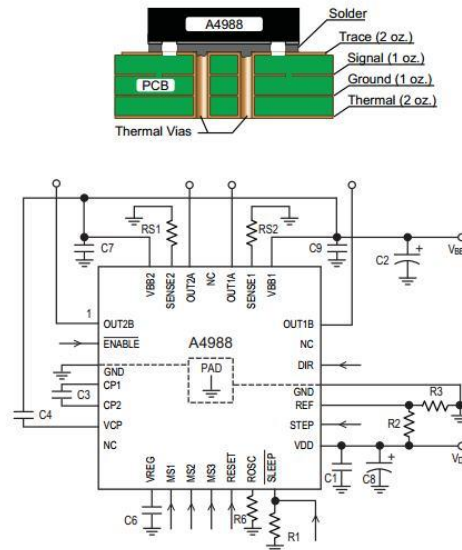 A4988
Solder
Trace (2 oz.)
Signal (1 oz.)
Ground (1 oz.)
Thermal (2 oz.)
PCB
Thermal Vias
RS1
RS2
C7
C9
C2
VBB
VBB2
SENSE2
OUT2A
NC
OUT1A
SENSE1
VBB1
1
OUT2B
ENABLE
GND
CP1
CP2
VCP
NC
C3
C4
A4988
PAD
OUT1B
NC
DIR
GND
REF
STEP
VDD
R3
R2
C1
C8
VREG
MS1
MS2
MS3
RESET
ROSC
SLEEP
C6
R6
R1